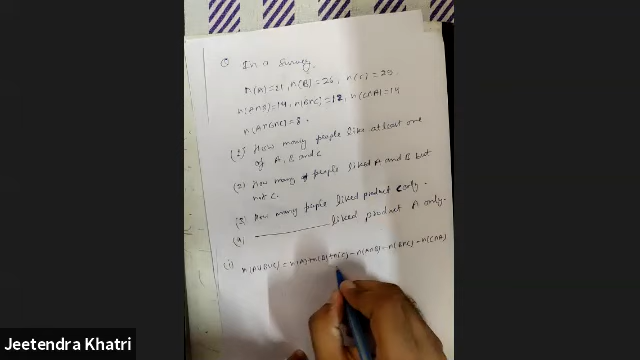 Q In a survey,
n(A)=21, n(B)=26, n(C)=29.
n(A∩B)=14, n(B∩C)=12, n(C∩A)=14
n(A∩B∩C)=8.
(1) How many people like atleast one
of A, B and C
(2) How many people liked A and B but
not C.
(3) How many people liked product C only.
(4) ________ liked product A only.
(1) n(A∪B∪C) = n(A)+n(B)+n(C)-n(A∩B)-n(B∩C)-n(C∩A)
Jeetendra Khatri